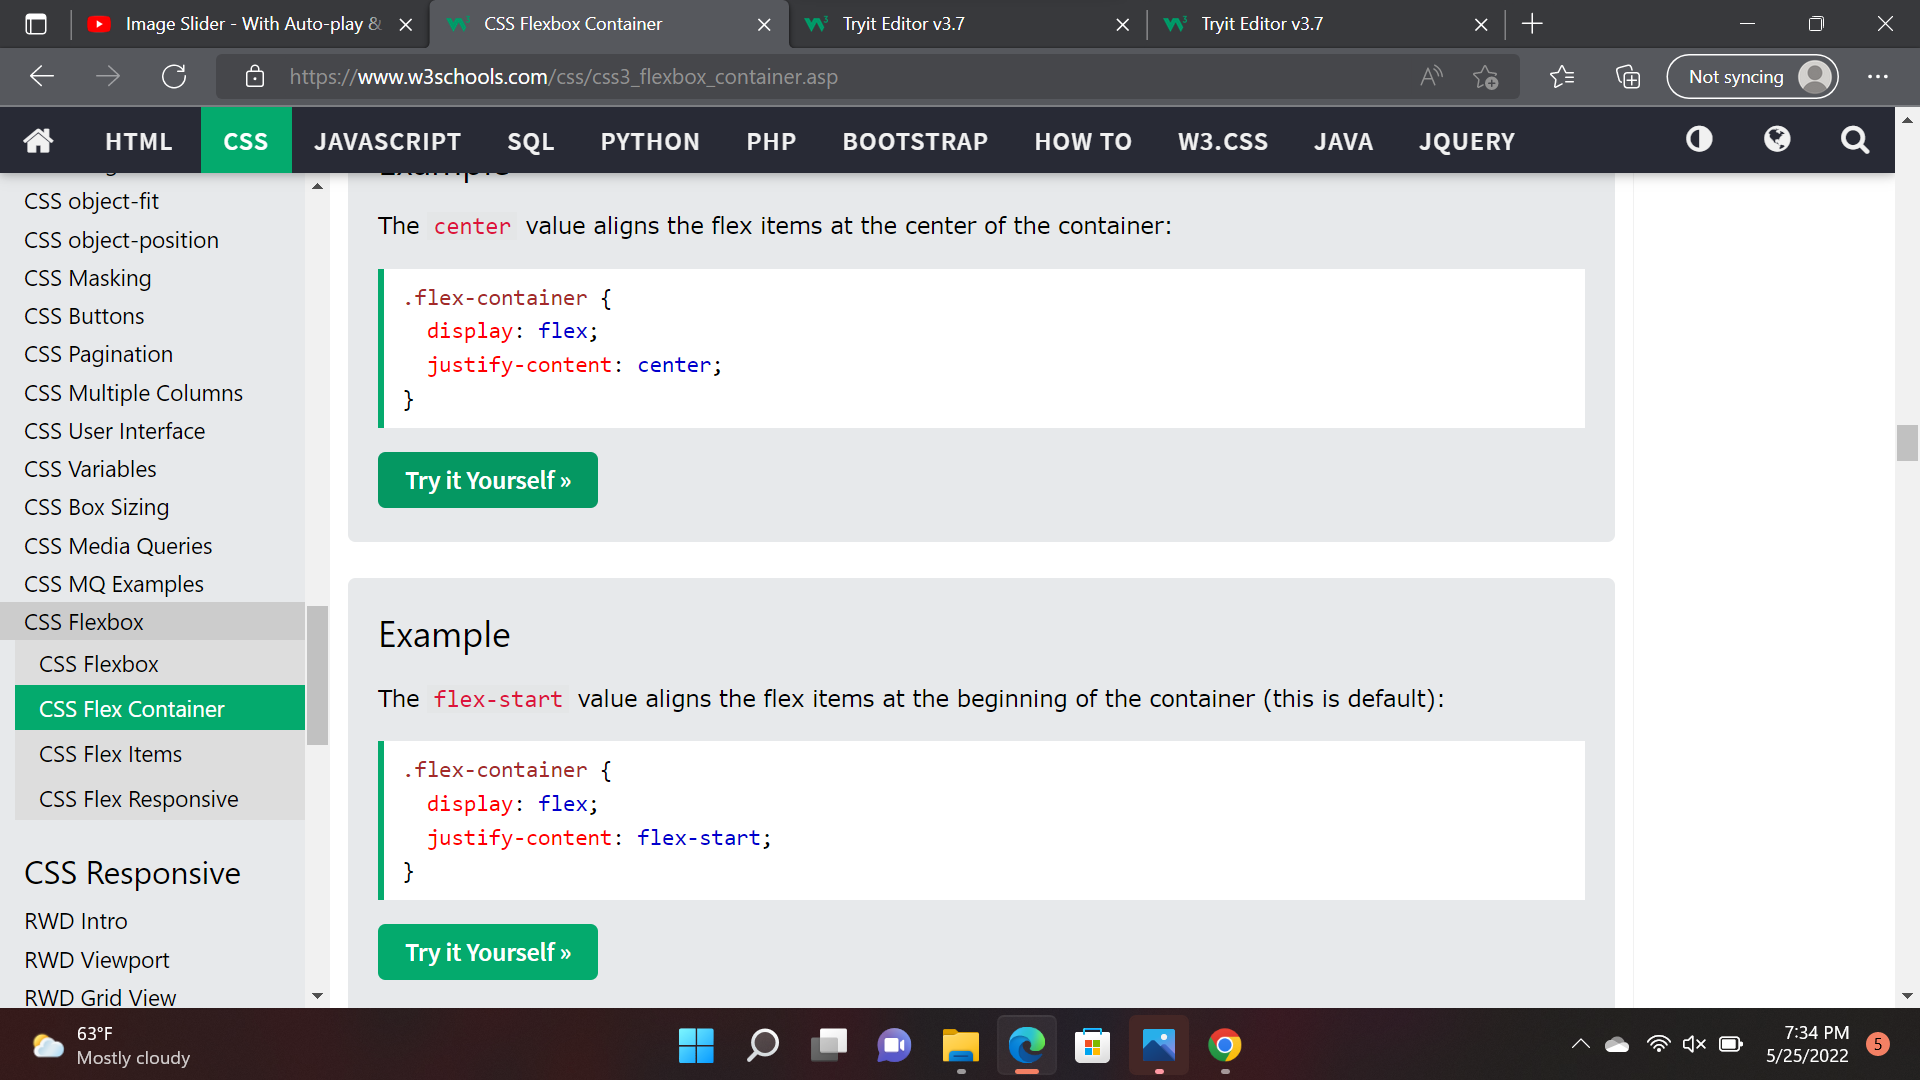 Image Slider - With Auto-play &
CSS Flexbox Container
Tryit Editor v3.7
Tryit Editor v3.7
https://www.w3schools.com/css/css3_flexbox_container.asp
Not syncing
HTML
CSS
JAVASCRIPT
SQL
PYTHON
PHP
BOOTSTRAP
HOW TO
W3.CSS
JAVA
JQUERY
CSS object-fit
CSS object-position
CSS Masking
CSS Buttons
CSS Pagination
CSS Multiple Columns
CSS User Interface
CSS Variables
CSS Box Sizing
CSS Media Queries
CSS MQ Examples
CSS Flexbox
CSS Flexbox
CSS Flex Container
CSS Flex Items
CSS Flex Responsive
CSS Responsive
RWD Intro
RWD Viewport
RWD Grid View
Example
The center value aligns the flex items at the center of the container:
.flex-container {
display: flex;
justify-content: center;
}
Try it Yourself »
Example
The flex-start value aligns the flex items at the beginning of the container (this is default):
.flex-container {
display: flex;
justify-content: flex-start;
}
Try it Yourself »
63°F
Mostly cloudy
7:34 PM
5/25/2022
5